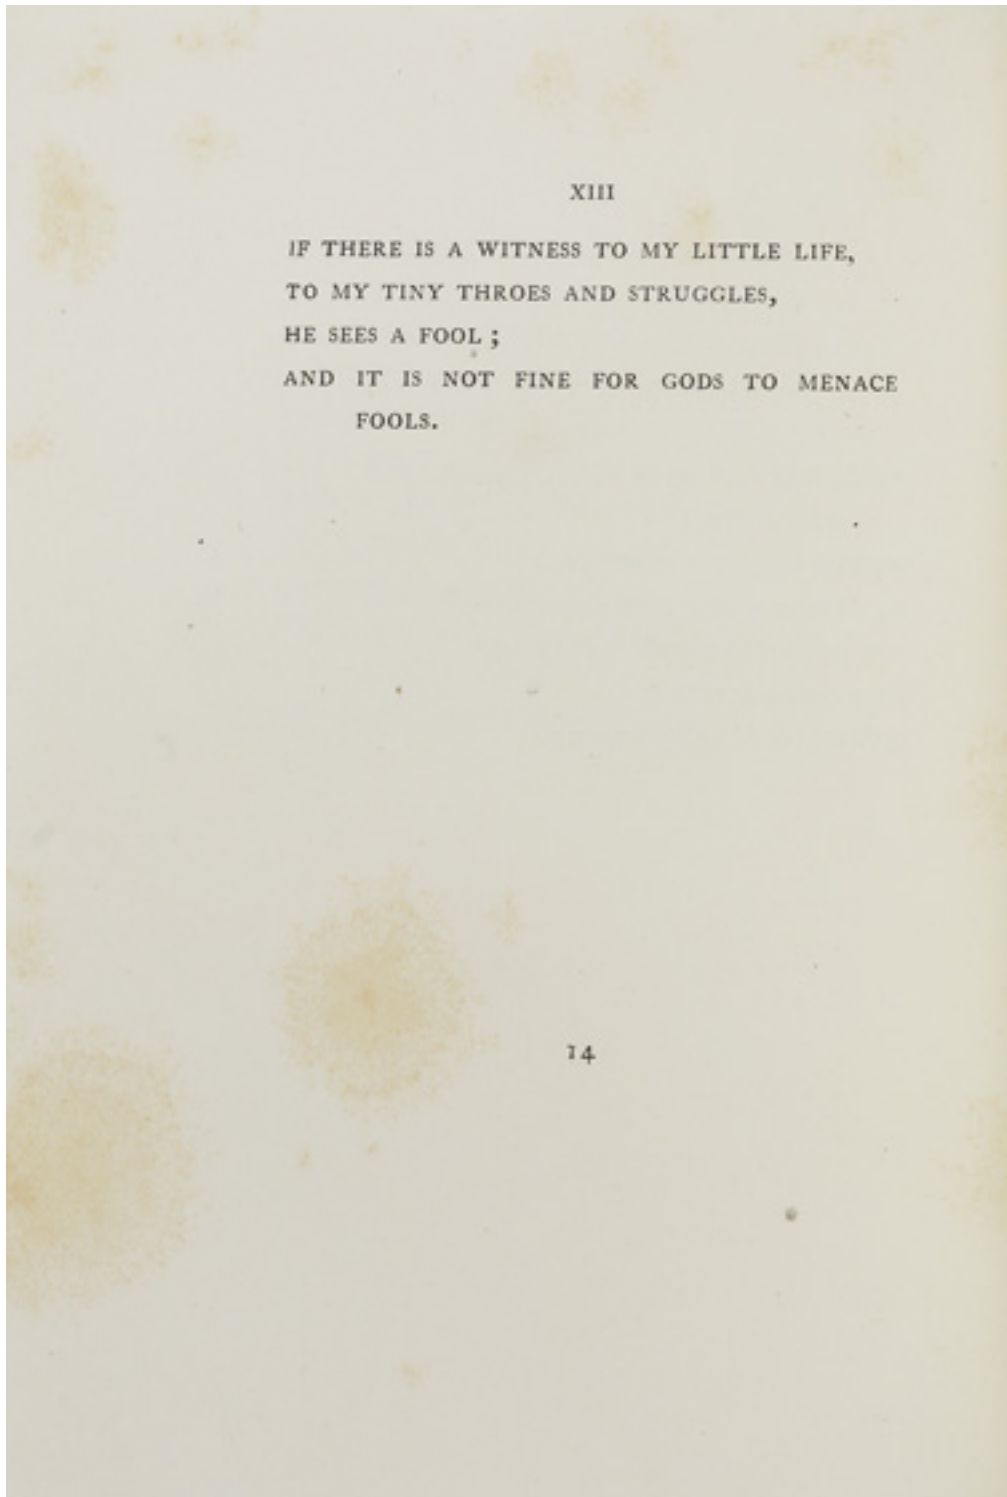 XIII
IF THERE IS A WITNESS TO MY LITTLE LIFE,
TO MY TINY THROES AND STRUGGLES,
HE SEES A FOOL ;
AND IT IS NOT FINE FOR GODS TO MENACE
FOOLS.
14